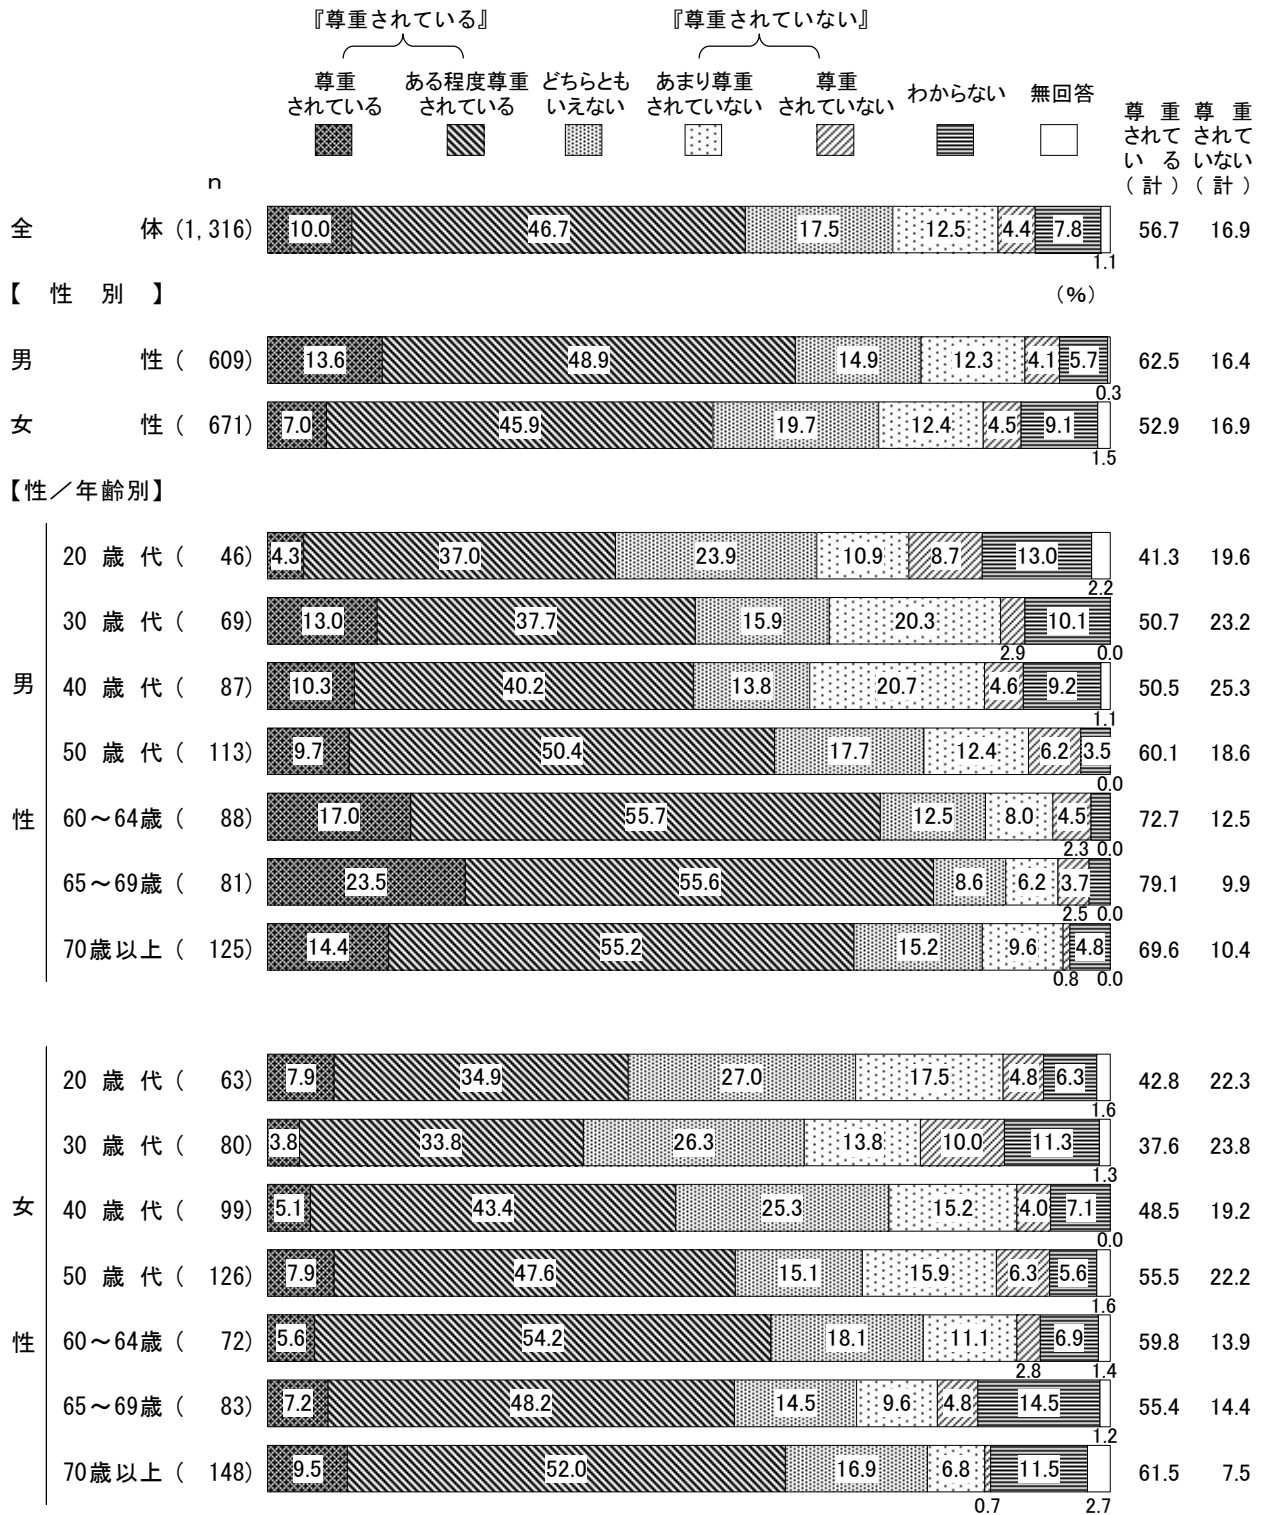 『尊重されている』 『尊重されていない』
尊重 ある程度尊重 どちらとも あまり尊重 尊重 わからない 無回答
されている されている いえない されていない されていない
尊重 尊重
されて されて
いる いない
(計) (計)
n
全体 (1,316) 10.0 46.7 17.5 12.5 4.4 7.8 56.7 16.9
1.1
【性別】 (%)
男性 ( 609) 13.6 48.9 14.9 12.3 4.1 5.7 62.5 16.4
0.3
女性 ( 671) 7.0 45.9 19.7 12.4 4.5 9.1 52.9 16.9
1.5
【性/年齢別】
男性
20歳代 ( 46) 4.3 37.0 23.9 10.9 8.7 13.0 41.3 19.6
2.2
30歳代 ( 69) 13.0 37.7 15.9 20.3 10.1 50.7 23.2
2.9 0.0
40歳代 ( 87) 10.3 40.2 13.8 20.7 4.6 9.2 50.5 25.3
1.1
50歳代 ( 113) 9.7 50.4 17.7 12.4 6.2 3.5 60.1 18.6
0.0
60~64歳 ( 88) 17.0 55.7 12.5 8.0 4.5 72.7 12.5
2.3 0.0
65~69歳 ( 81) 23.5 55.6 8.6 6.2 3.7 79.1 9.9
2.5 0.0
70歳以上 ( 125) 14.4 55.2 15.2 9.6 4.8 69.6 10.4
0.8 0.0
女性
20歳代 ( 63) 7.9 34.9 27.0 17.5 4.8 6.3 42.8 22.3
1.6
30歳代 ( 80) 3.8 33.8 26.3 13.8 10.0 11.3 37.6 23.8
1.3
40歳代 ( 99) 5.1 43.4 25.3 15.2 4.0 7.1 48.5 19.2
0.0
50歳代 ( 126) 7.9 47.6 15.1 15.9 6.3 5.6 55.5 22.2
1.6
60~64歳 ( 72) 5.6 54.2 18.1 11.1 6.9 59.8 13.9
2.8 1.4
65~69歳 ( 83) 7.2 48.2 14.5 9.6 4.8 14.5 55.4 14.4
1.2
70歳以上 ( 148) 9.5 52.0 16.9 6.8 11.5 61.5 7.5
0.7 2.7